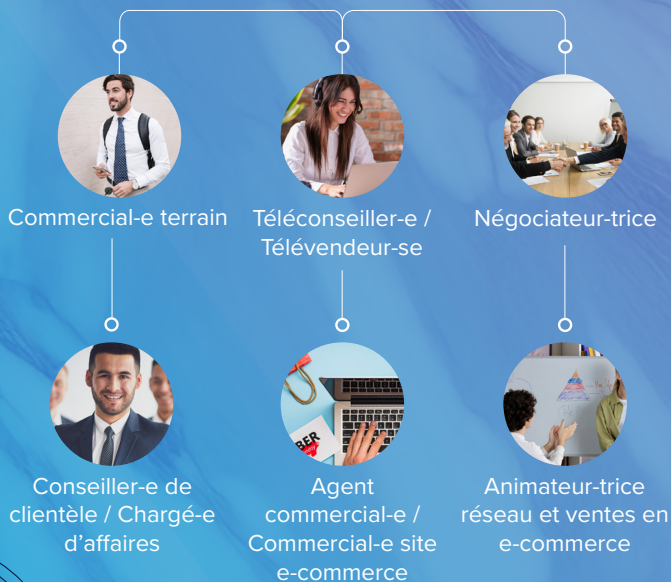 Commercial-e terrain
Téléconseiller-e /
Télévendeur-se
Négociateur-trice
Conseiller-e de
clientèle / Chargé-e
d'affaires
Agent
commercial-e /
Commercial-e site
e-commerce
Animateur-trice
réseau et ventes en
e-commerce